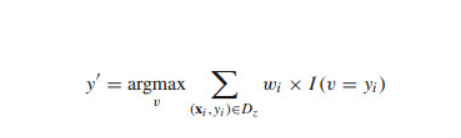 y′ = argmax ∑ wᵢ × I(v = yᵢ)
v (xᵢ,yᵢ)∈D_z